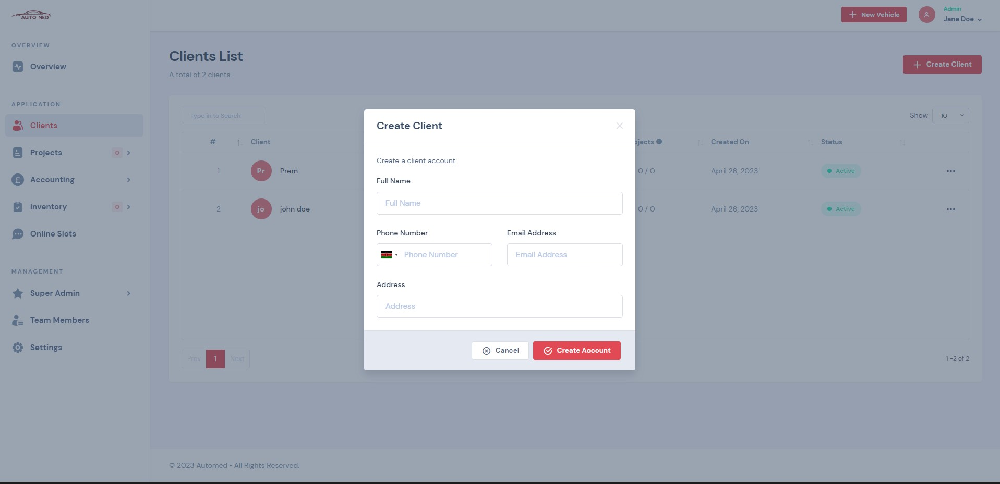 AUTO MED
New Vehicle
Admin
Jane Doe
OVERVIEW
Overview
APPLICATION
Clients
Projects 0
Accounting
Inventory 0
Online Slots
MANAGEMENT
Super Admin
Team Members
Settings
Clients List
A total of 2 clients.
Create Client
Type in to Search
Show 10
# Client Created On Status
1 Pr Prem 0 / 0 April 26, 2023 Active
2 jo john doe 0 / 0 April 26, 2023 Active
Prev 1 Next
1 -2 of 2
Create Client
Create a client account
Full Name
Full Name
Phone Number Email Address
Phone Number Email Address
Address
Address
Cancel Create Account
© 2023 Automed • All Rights Reserved.